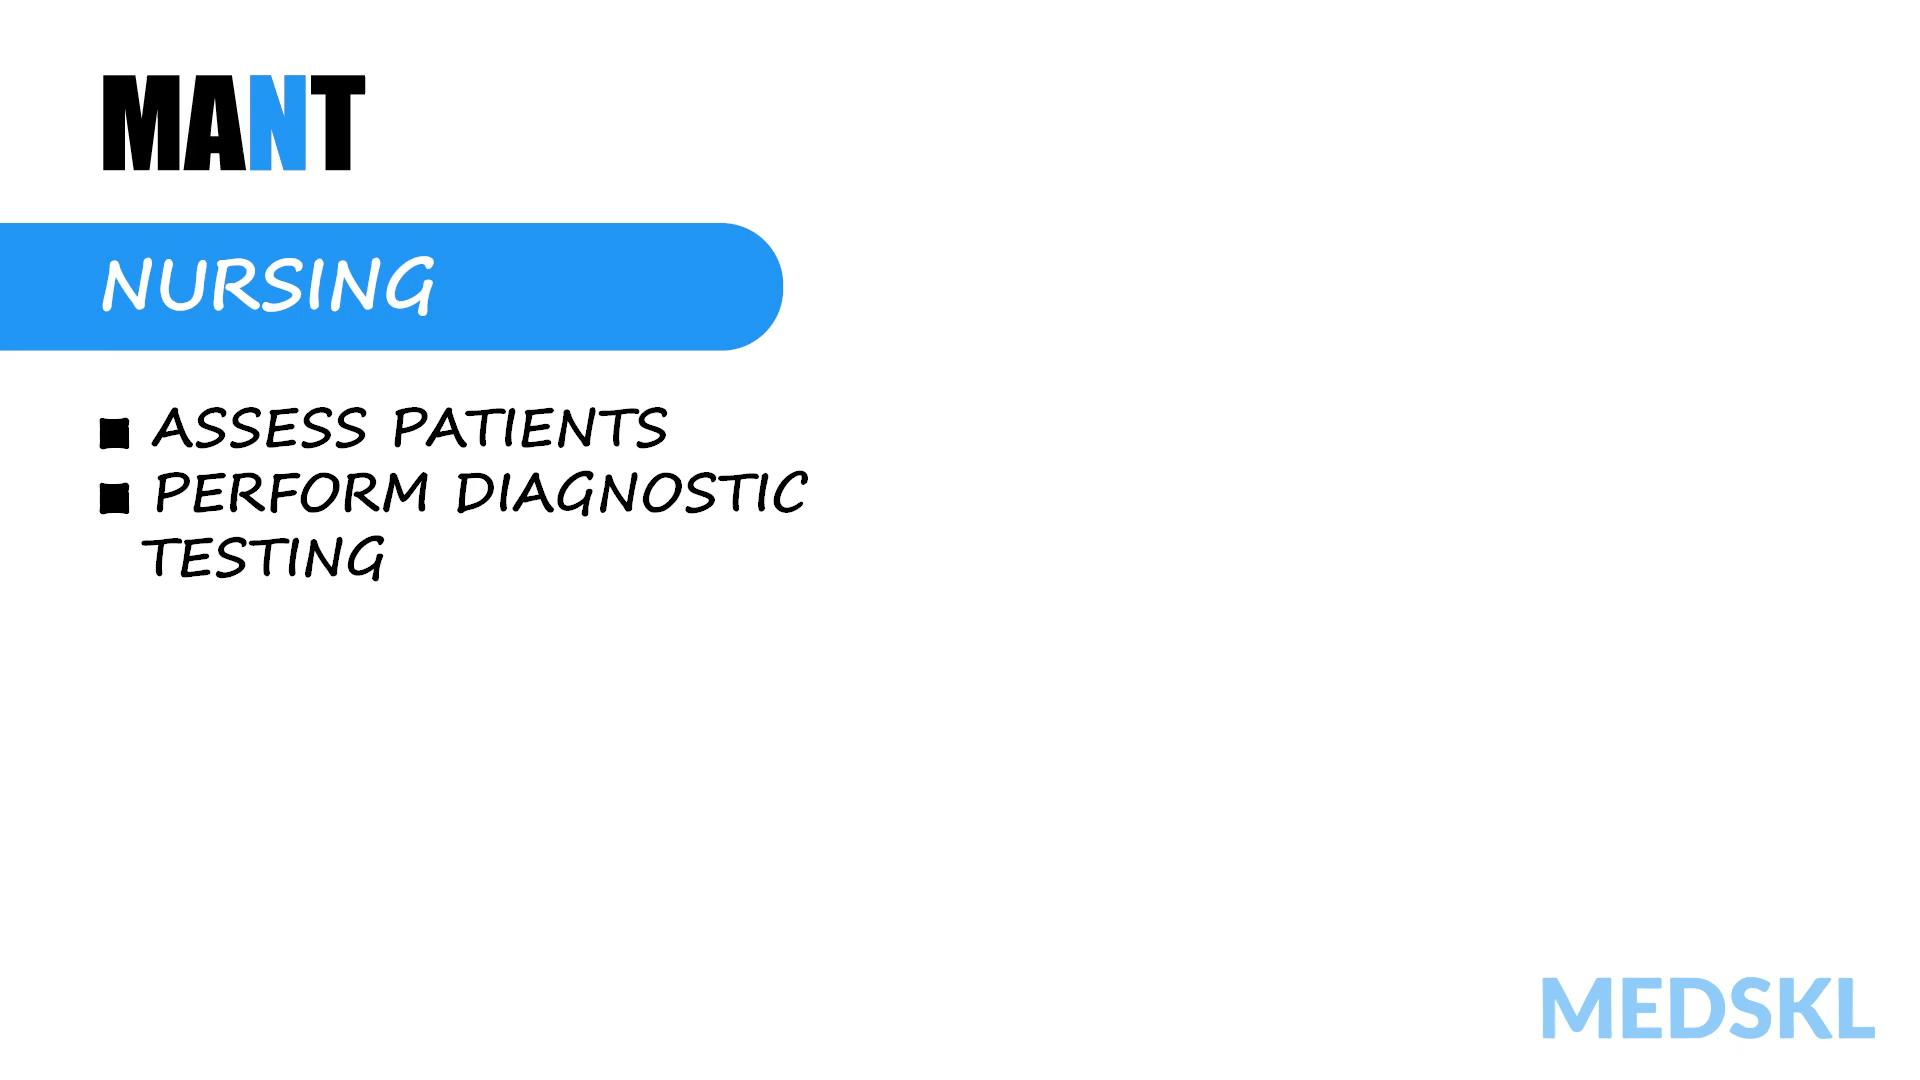 MANT
NURSING
■ ASSESS PATIENTS
■ PERFORM DIAGNOSTIC
TESTING
MEDSKL